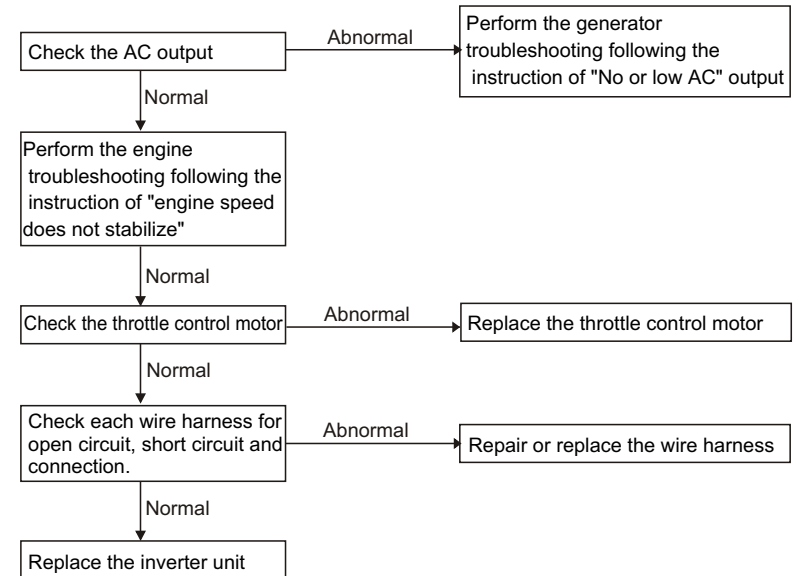 Check the AC output
Abnormal
Perform the generator
troubleshooting following the
instruction of "No or low AC" output
Normal
Perform the engine
troubleshooting following the
instruction of "engine speed
does not stabilize"
Normal
Check the throttle control motor
Abnormal
Replace the throttle control motor
Normal
Check each wire harness for
open circuit, short circuit and
connection.
Abnormal
Repair or replace the wire harness
Normal
Replace the inverter unit